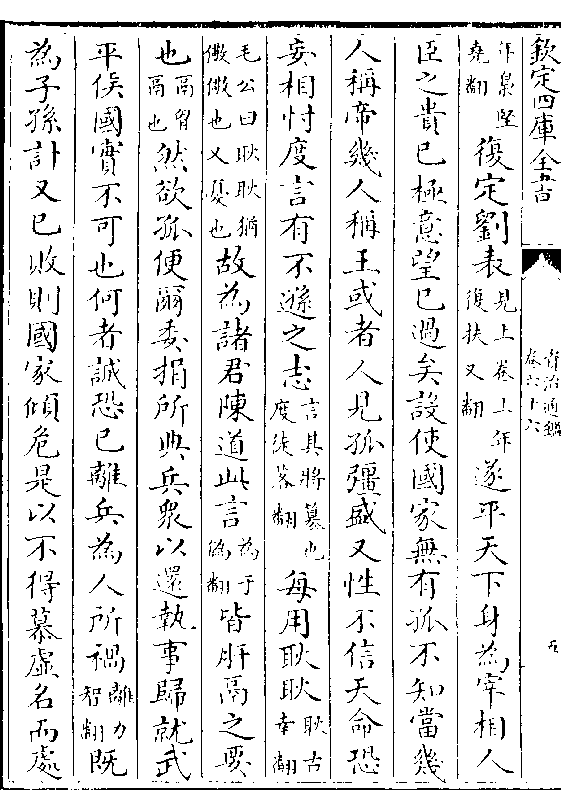 欽定四庫全書
資治通鑑
卷六十六
五
作梟堅
堯翻
復定劉表
見上卷上年
復扶又翻
遂平天下身為宰相人
臣之貴已極意望已過矣設使國家無有孤不知當幾
人稱帝幾人稱王或者人見孤彊盛又性不信天命恐
妄相忖度言有不遜之志
言其將篡也
度徒落翻
每用耿耿
耿古
幸翻
毛公曰耿耿猶
儆儆也又憂也
故為諸君陳道此言
為于
偽翻
皆肝鬲之要
也
鬲胷
鬲也
然欲孤便爾委捐所典兵衆以還執事歸就武
平侯國實不可也何者誠恐已離兵為人所禍
離力
智翻
既
為子孫計又已敗則國家傾危是以不得慕虛名而處